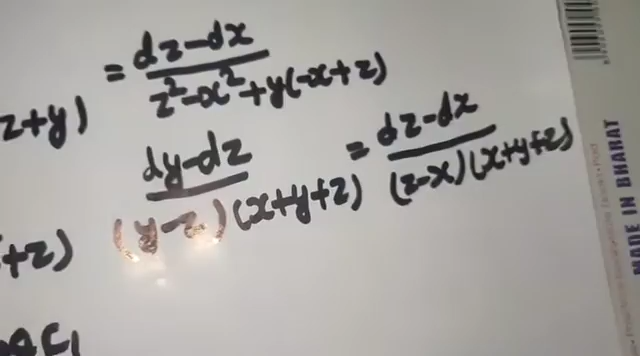 z+y) = dz-dx / z²-x²+y(-x+z)
dy-dz / (y-z)(x+y+z) = dz-dx / (z-x)(x+y+z)
+z)
MADE IN BHARAT